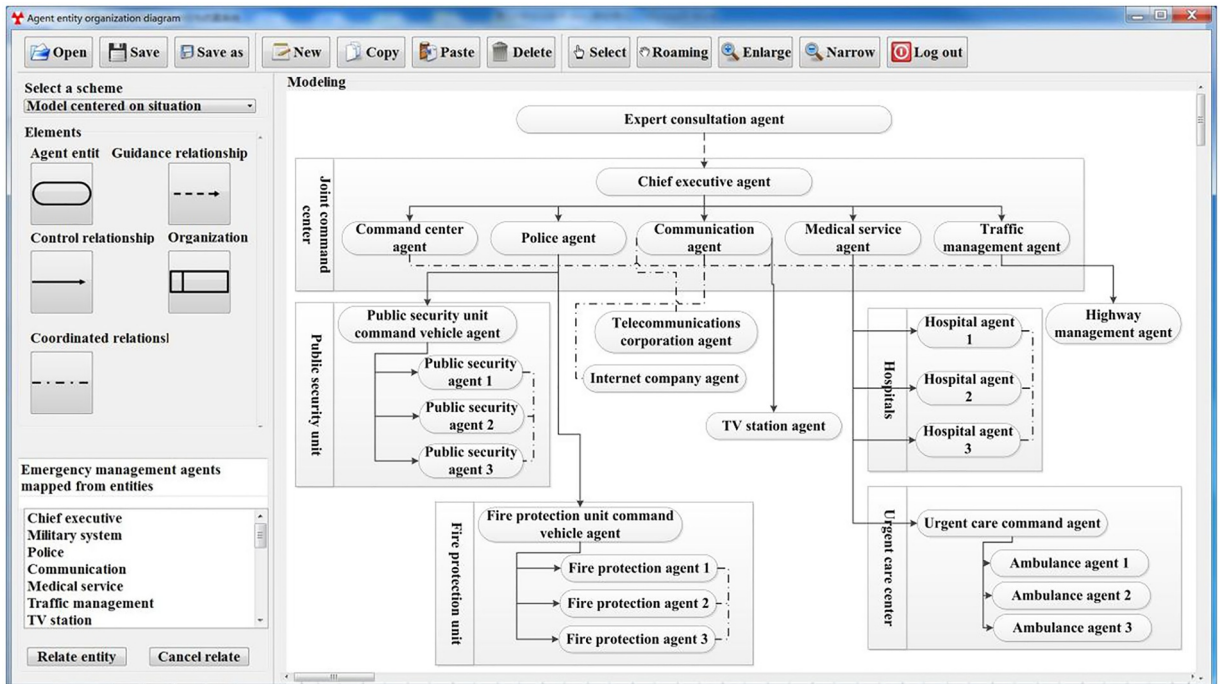 Agent entity organization diagram
Open
Save
Save as
New
Copy
Paste
Delete
Select
Roaming
Enlarge
Narrow
Log out
Select a scheme
Model centered on situation
Elements
Agent entit
Guidance relationship
Control relationship
Organization
Coordinated relations
Emergency management agents
mapped from entities
Chief executive
Military system
Police
Communication
Medical service
Traffic management
TV station
Relate entity
Cancel relate
Modeling
Expert consultation agent
Joint command
center
Chief executive agent
Command center
agent
Police agent
Communication
agent
Medical service
agent
Traffic
management agent
Public security unit
Public security unit
command vehicle agent
Public security
agent 1
Public security
agent 2
Public security
agent 3
Telecommunications
corporation agent
Internet company agent
TV station agent
Hospitals
Hospital agent
1
Hospital agent
2
Hospital agent
3
Highway
management agent
Fire protection unit
Fire protection unit command
vehicle agent
Fire protection agent 1
Fire protection agent 2
Fire protection agent 3
Urgent care center
Urgent care command agent
Ambulance agent 1
Ambulance agent 2
Ambulance agent 3